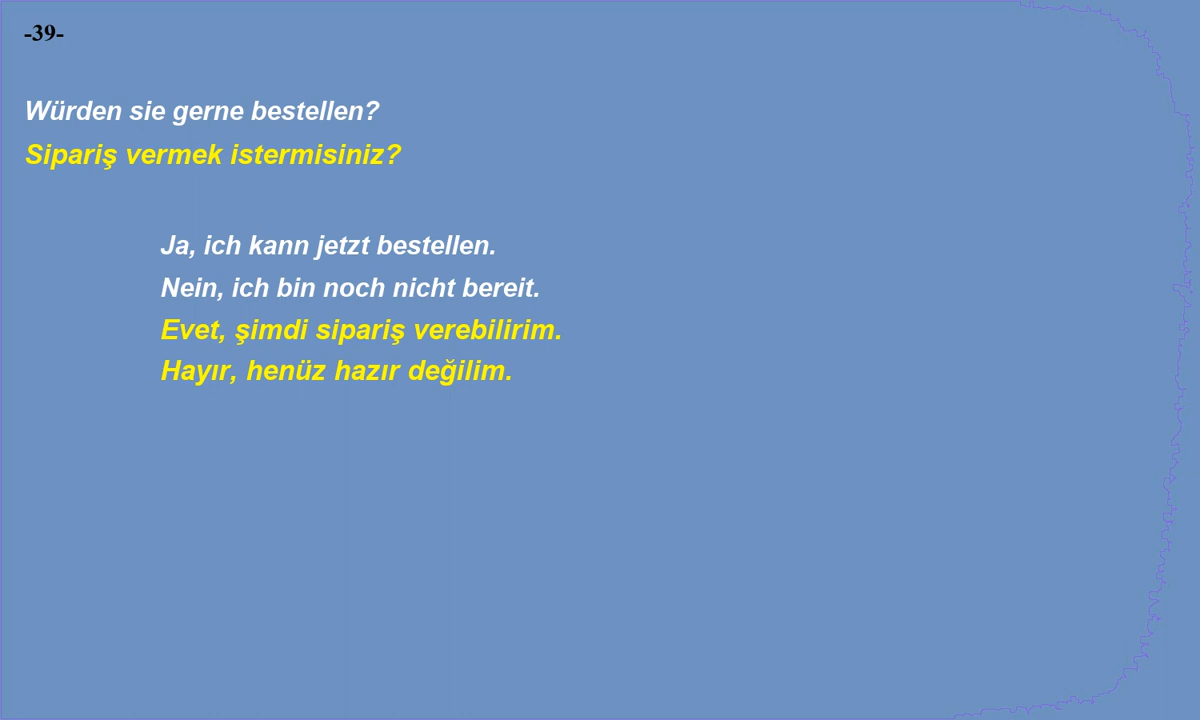 -39-
Würden sie gerne bestellen?
Sipariş vermek istermisiniz?
Ja, ich kann jetzt bestellen.
Nein, ich bin noch nicht bereit.
Evet, şimdi sipariş verebilirim.
Hayır, henüz hazır değilim.